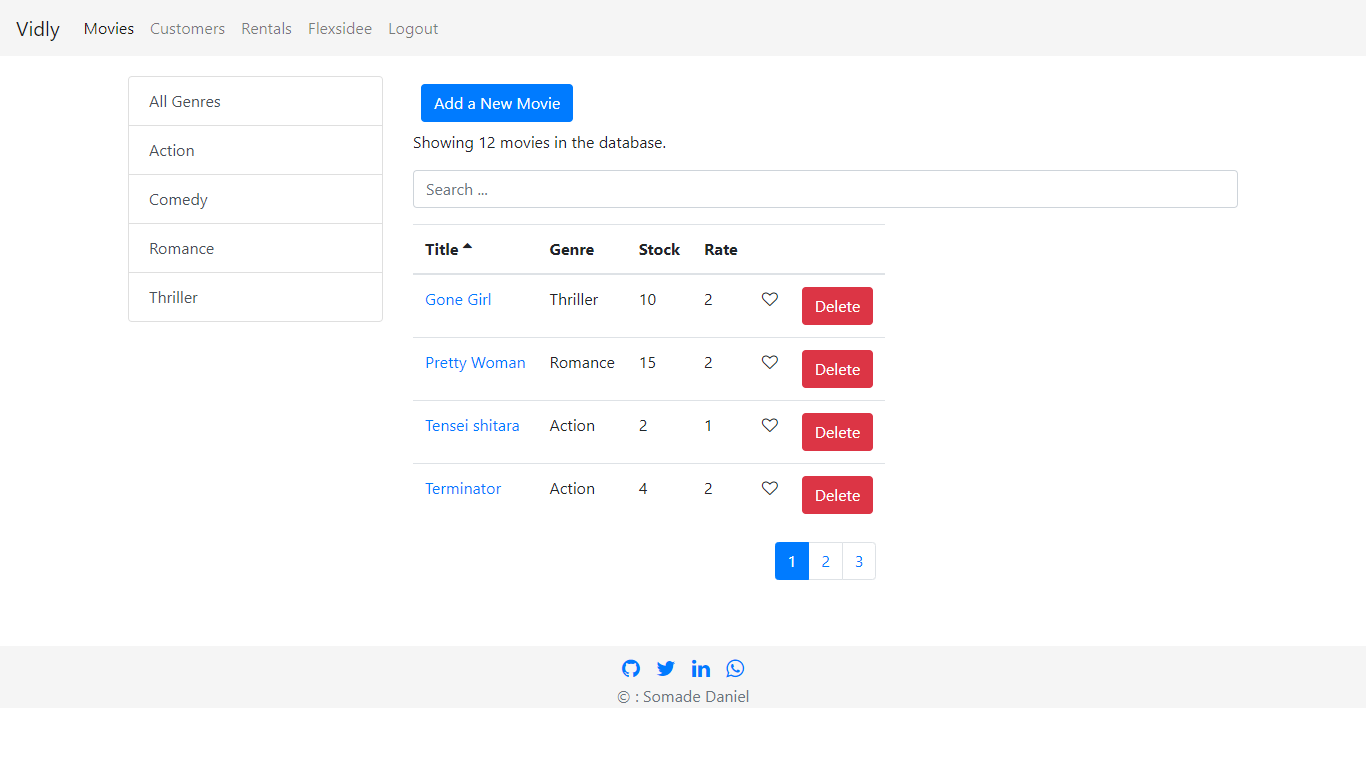 Vidly Movies Customers Rentals Flexsidee Logout
All Genres
Action
Comedy
Romance
Thriller
Add a New Movie
Showing 12 movies in the database.
Search ...
Title Genre Stock Rate
Gone Girl Thriller 10 2 Delete
Pretty Woman Romance 15 2 Delete
Tensei shitara Action 2 1 Delete
Terminator Action 4 2 Delete
1 2 3
© : Somade Daniel